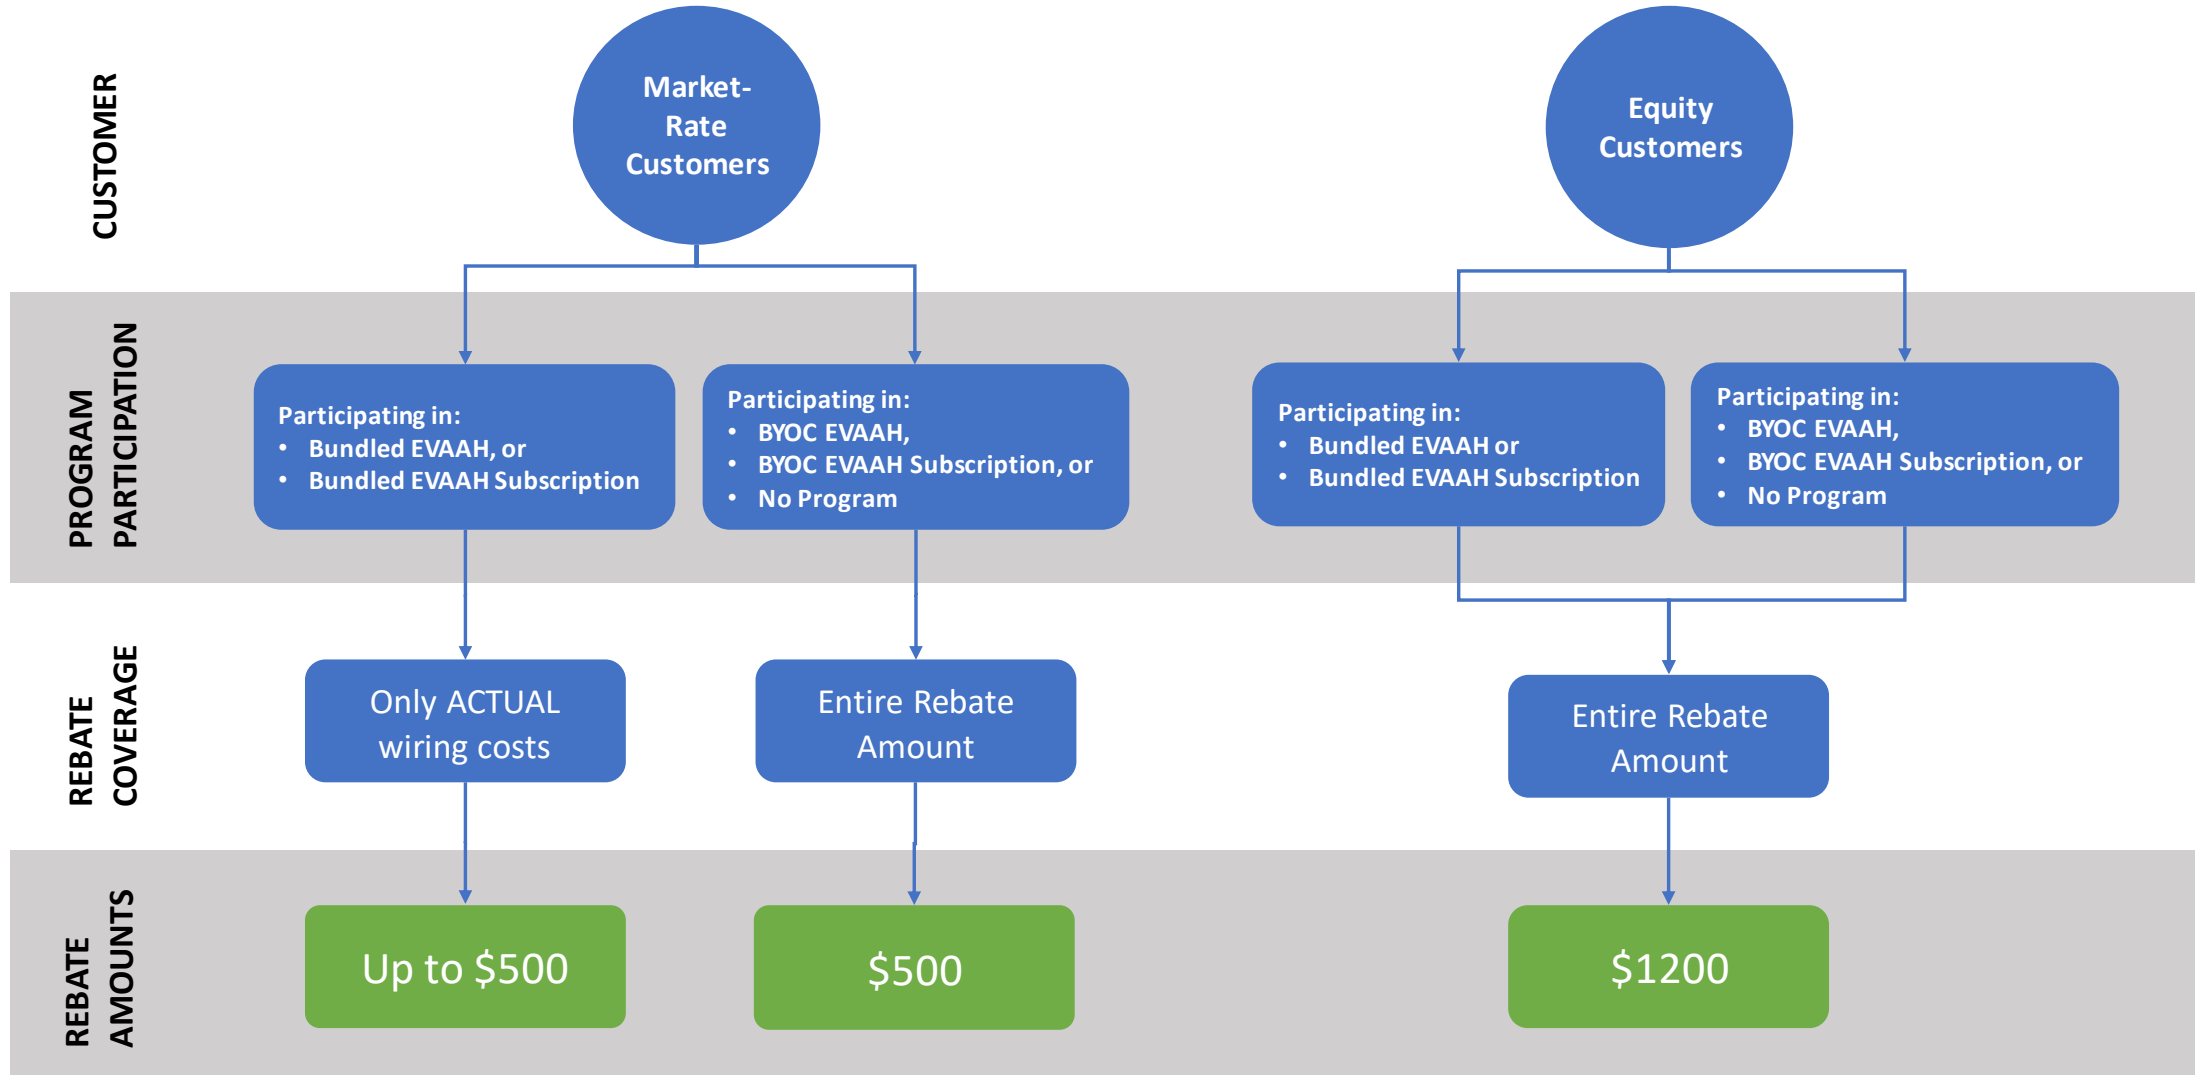 CUSTOMER
Market-
Rate
Customers
Equity
Customers
PROGRAM
PARTICIPATION
Participating in:
• Bundled EVAAH, or
• Bundled EVAAH Subscription
Participating in:
• BYOC EVAAH,
• BYOC EVAAH Subscription, or
• No Program
Participating in:
• Bundled EVAAH or
• Bundled EVAAH Subscription
Participating in:
• BYOC EVAAH,
• BYOC EVAAH Subscription, or
• No Program
REBATE
COVERAGE
Only ACTUAL
wiring costs
Entire Rebate
Amount
Entire Rebate
Amount
REBATE
AMOUNTS
Up to $500
$500
$1200